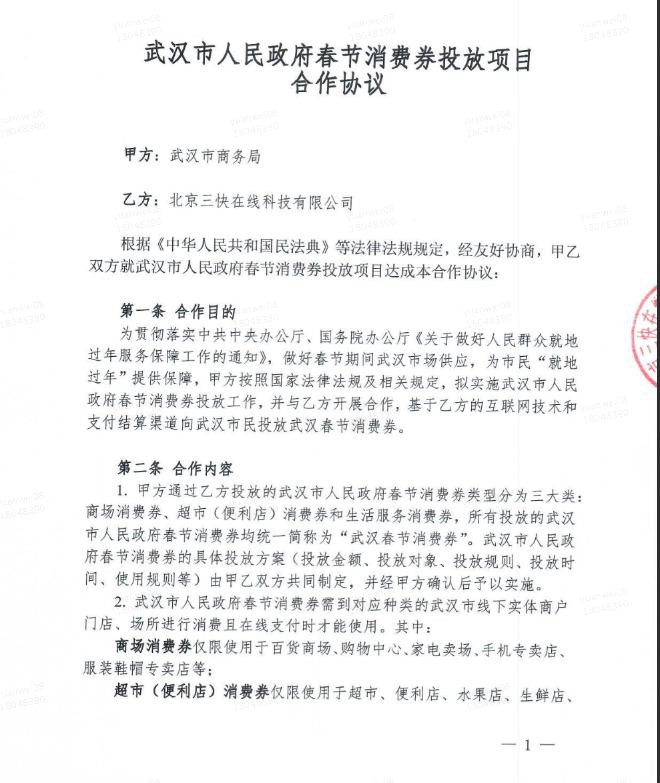 武汉市人民政府春节消费券投放项目
合作协议
甲方：武汉市商务局
乙方：北京三快在线科技有限公司
根据《中华人民共和国民法典》等法律法规规定，经友好协商，甲乙
双方就武汉市人民政府春节消费券投放项目达成本合作协议：
第一条 合作目的
为贯彻落实中共中央办公厅、国务院办公厅《关于做好人民群众就地
过年服务保障工作的通知》，做好春节期间武汉市场供应，为市民“就地
过年”提供保障，甲方按照国家法律法规及相关规定，拟实施武汉市人民
政府春节消费券投放工作，并与乙方开展合作，基于乙方的互联网技术和
支付结算渠道向武汉市民投放武汉春节消费券。
第二条 合作内容
1. 甲方通过乙方投放的武汉市人民政府春节消费券类型分为三大类：
商场消费券、超市（便利店）消费券和生活服务消费券，所有投放的武汉
市人民政府春节消费券均统一简称为“武汉春节消费券”。武汉市人民政
府春节消费券的具体投放方案（投放金额、投放对象、投放规则、投放时
间、使用规则等）由甲乙双方共同制定，并经甲方确认后予以实施。
2. 武汉市人民政府春节消费券需到对应种类的武汉市线下实体商户
门店、场所进行消费且在线支付时才能使用。其中：
商场消费券仅限使用于百货商场、购物中心、家电卖场、手机专卖店、
服装鞋帽专卖店等；
超市（便利店）消费券仅限使用于超市、便利店、水果店、生鲜店、
— 1 —
三快在